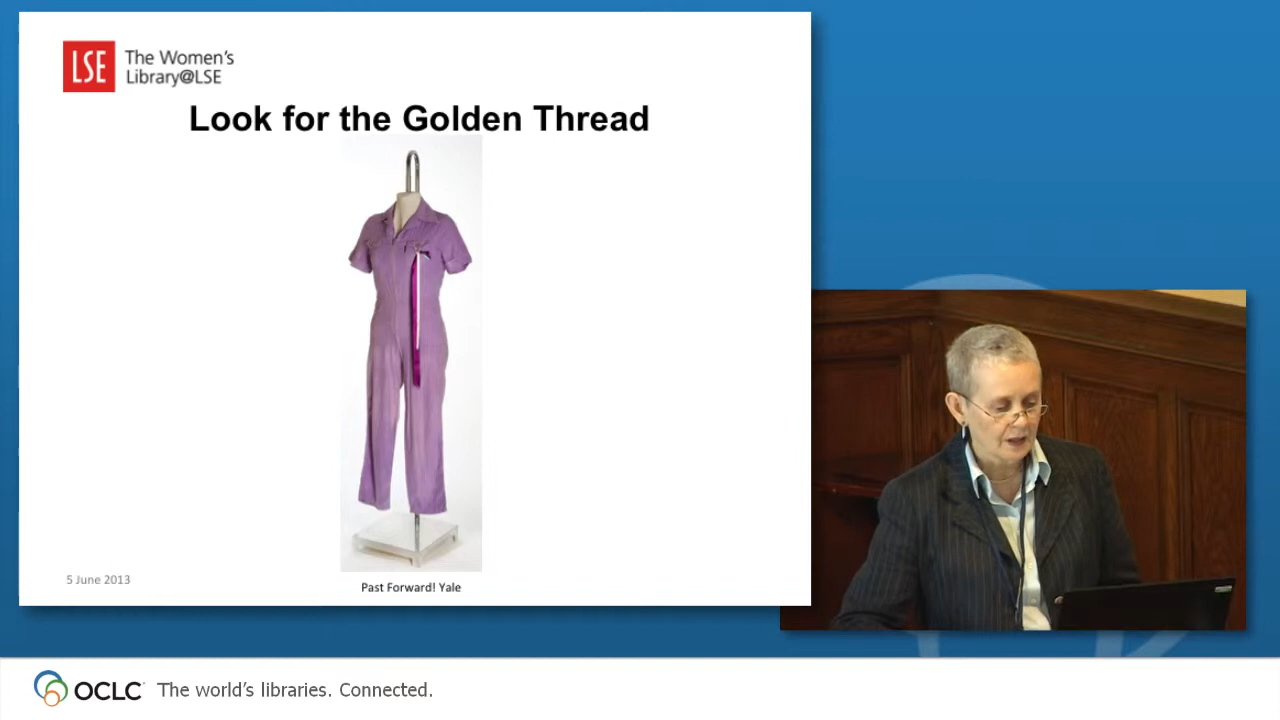 LSE
The Women's
Library@LSE
Look for the Golden Thread
5 June 2013
Past Forward! Yale
OCLC
The world's libraries. Connected.